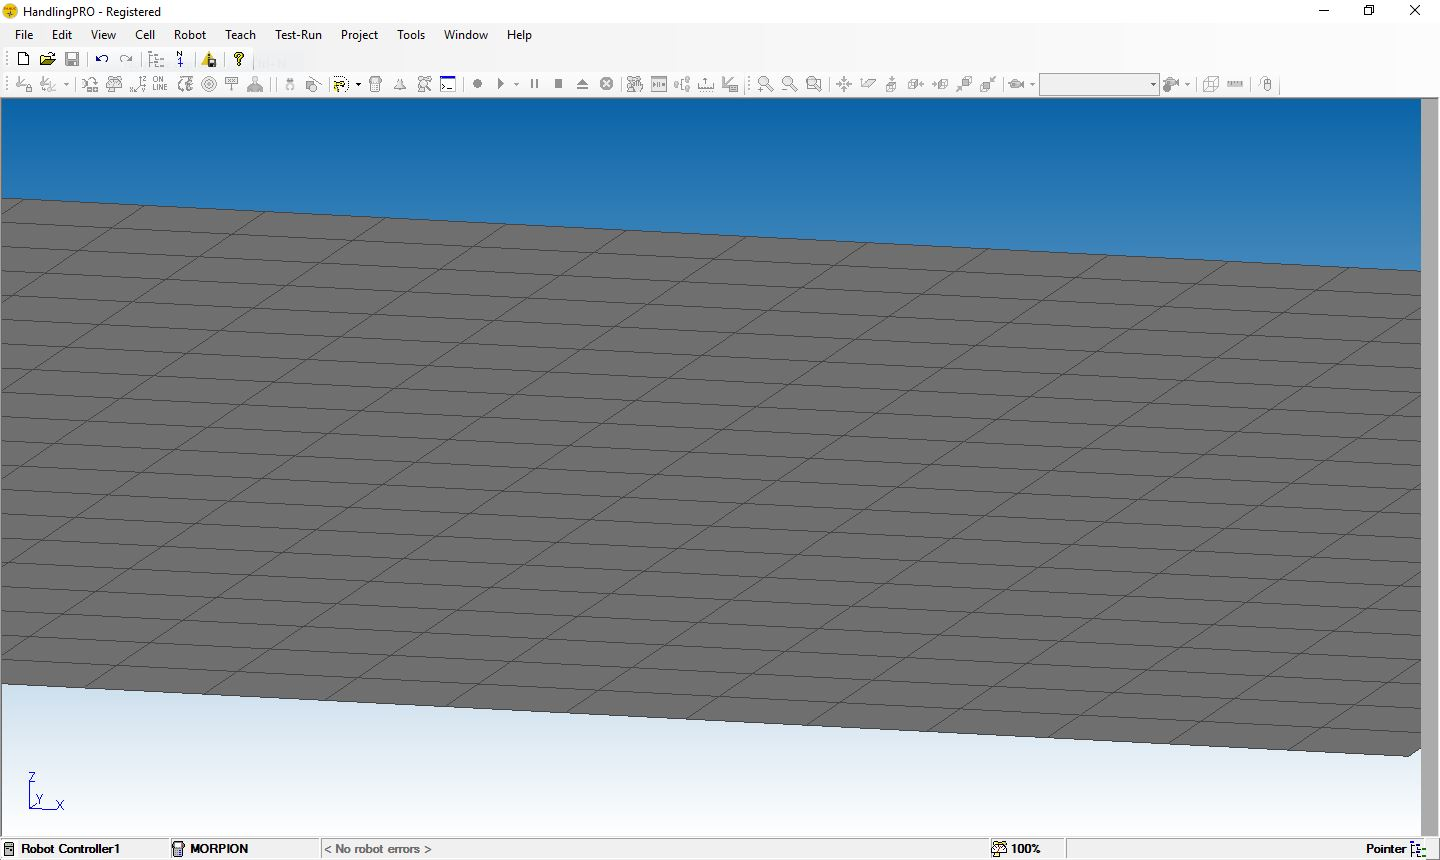 HandlingPRO - Registered
File Edit View Cell Robot Teach Test-Run Project Tools Window Help
ON
LINE
Z
Y
X
Robot Controller1 MORPION < No robot errors > 100% Pointer